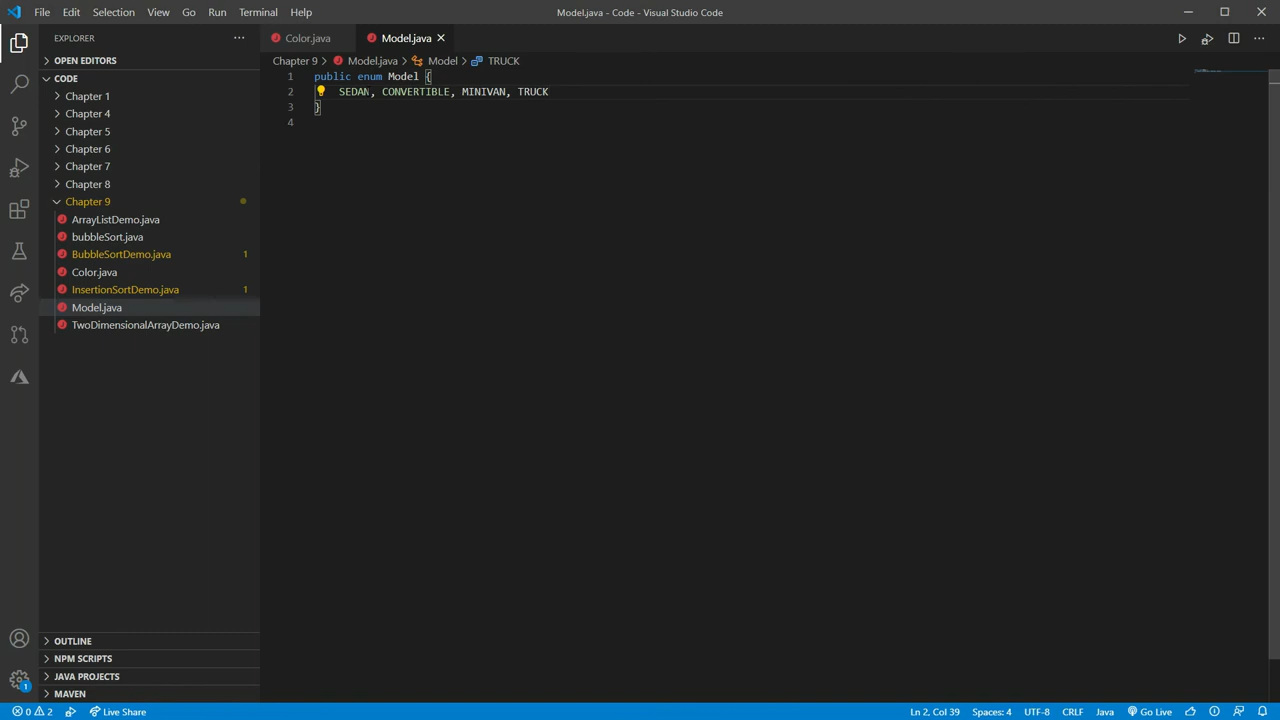 File Edit Selection View Go Run Terminal Help
Model.java - Code - Visual Studio Code
EXPLORER
Color.java
Model.java
OPEN EDITORS
Chapter 9 > Model.java > Model > TRUCK
CODE
Chapter 1
Chapter 4
Chapter 5
Chapter 6
Chapter 7
Chapter 8
Chapter 9
ArrayListDemo.java
bubbleSort.java
BubbleSortDemo.java 1
Color.java
InsertionSortDemo.java 1
Model.java
TwoDimensionalArrayDemo.java
1 public enum Model {
2 SEDAN, CONVERTIBLE, MINIVAN, TRUCK
3 }
4
OUTLINE
NPM SCRIPTS
JAVA PROJECTS
MAVEN
1
0 2 Live Share Ln 2, Col 39 Spaces: 4 UTF-8 CRLF Java Go Live